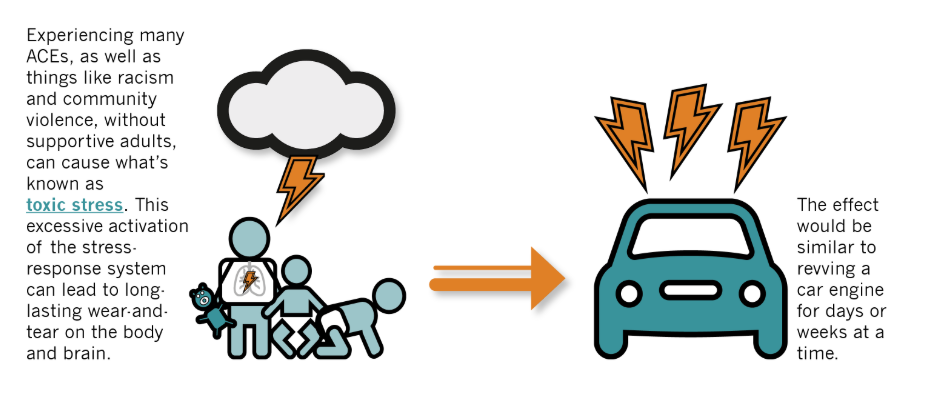 Experiencing many
ACEs, as well as
things like racism
and community
violence, without
supportive adults,
can cause what's
known as
toxic stress. This
excessive activation
of the stress-
response system
can lead to long-
lasting wear-and-
tear on the body
and brain.
The effect
would be
similar to
revving a
car engine
for days or
weeks at a
time.